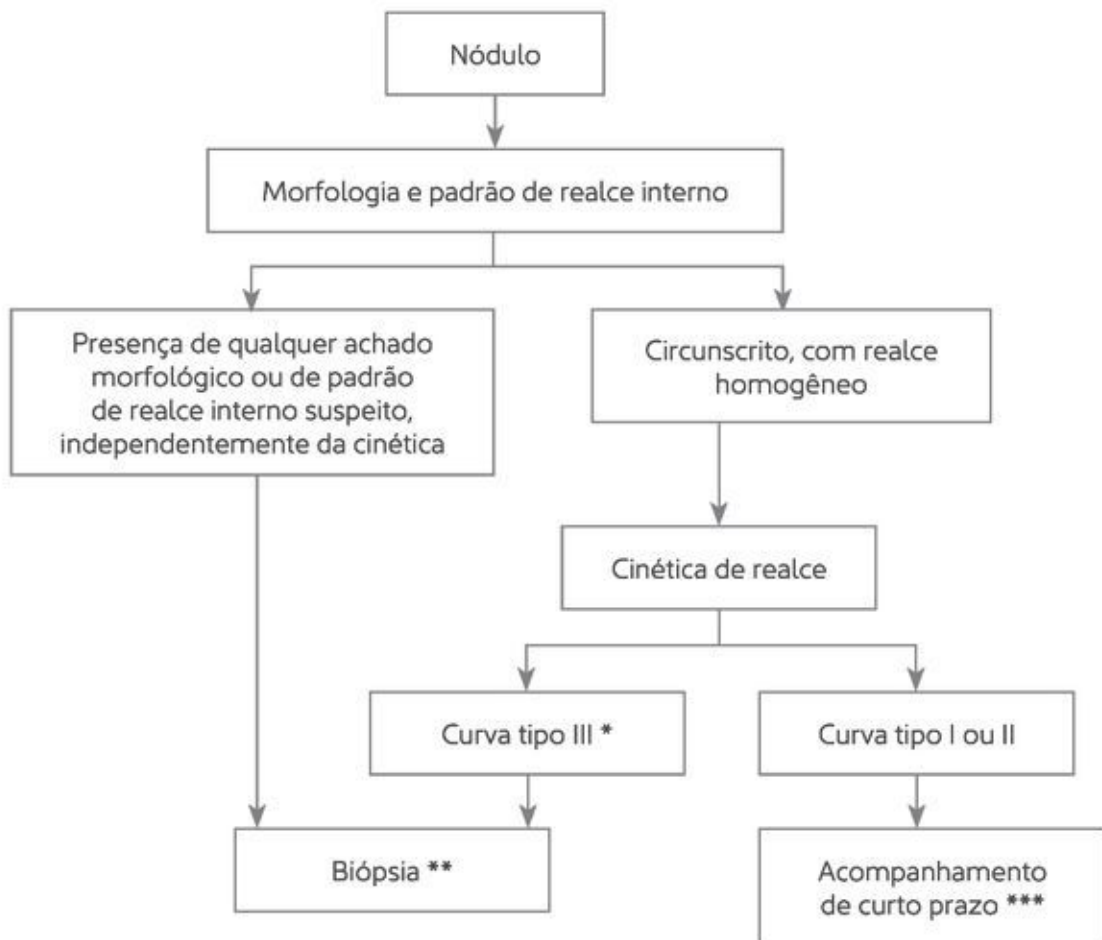 Nódulo
Morfologia e padrão de realce interno
Presença de qualquer achado
morfológico ou de padrão
de realce interno suspeito,
independentemente da cinética
Circunscrito, com realce
homogêneo
Cinética de realce
Curva tipo III *
Curva tipo I ou II
Biópsia **
Acompanhamento
de curto prazo ***